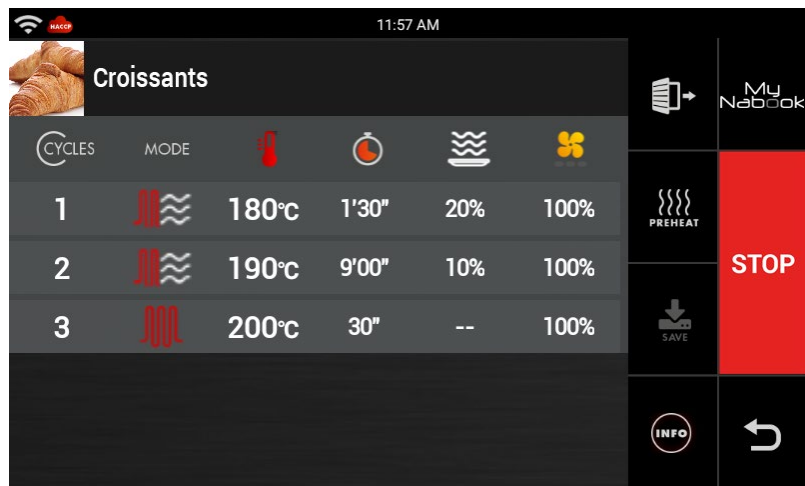 HACCP
11:57 AM
Croissants
My
Nabook
CYCLES MODE
1 180°C 1'30" 20% 100%
2 190°C 9'00" 10% 100%
3 200°C 30" -- 100%
PREHEAT
STOP
SAVE
INFO